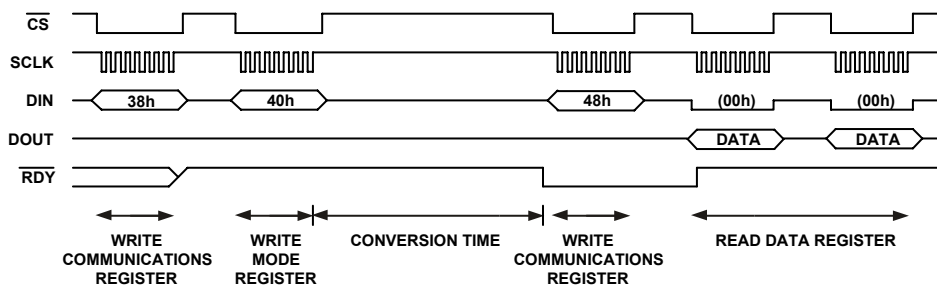 CS
SCLK
DIN 38h 40h 48h (00h) (00h)
DOUT DATA DATA
RDY
WRITE
COMMUNICATIONS
REGISTER
WRITE
MODE
REGISTER
CONVERSION TIME
WRITE
COMMUNICATIONS
REGISTER
READ DATA REGISTER